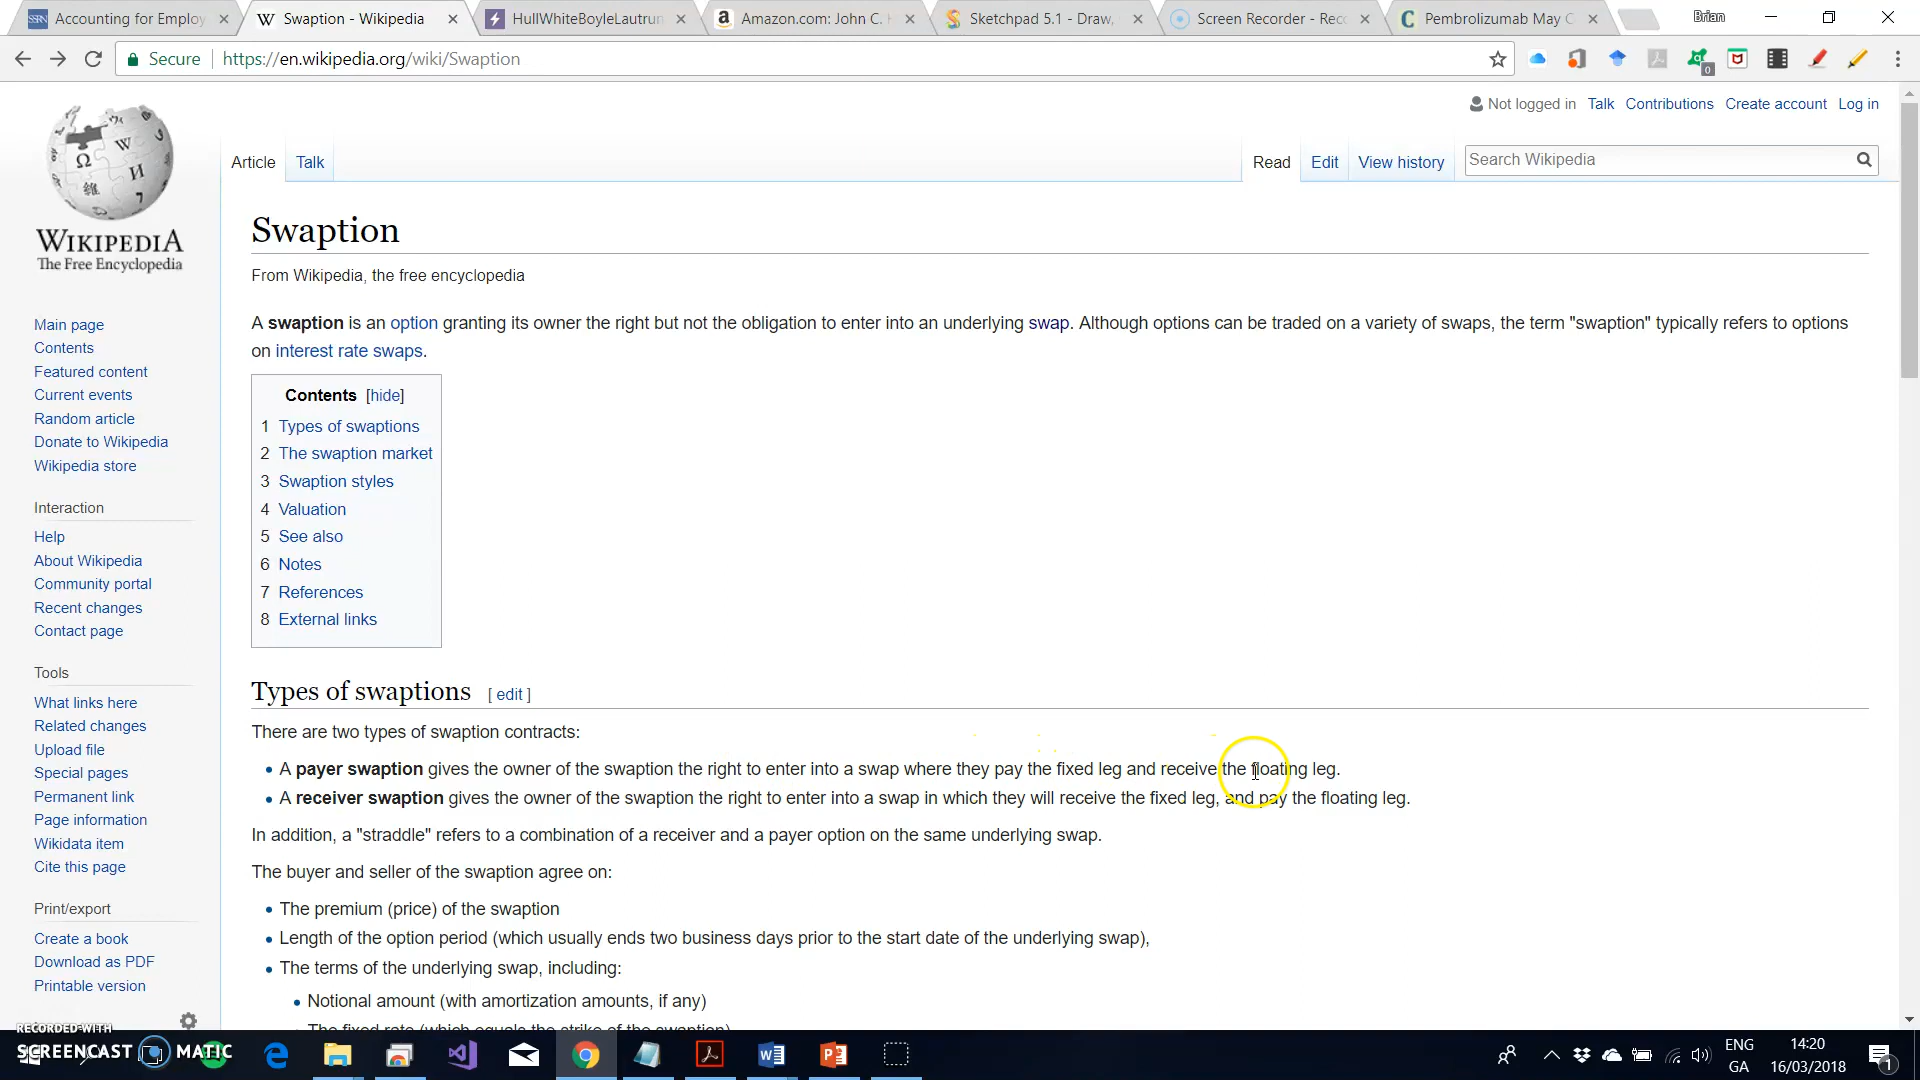 Accounting for Employ
Swaption - Wikipedia
HullWhiteBoyleLautrun
Amazon.com: John C.
Sketchpad 5.1 - Draw,
Screen Recorder - Rec
Pembrolizumab May C
Brian
Secure
https://en.wikipedia.org/wiki/Swaption
0
Not logged in Talk Contributions Create account Log in
Article Talk
Read Edit View history
Search Wikipedia
WIKIPEDIA
The Free Encyclopedia
Main page
Contents
Featured content
Current events
Random article
Donate to Wikipedia
Wikipedia store
Interaction
Help
About Wikipedia
Community portal
Recent changes
Contact page
Tools
What links here
Related changes
Upload file
Special pages
Permanent link
Page information
Wikidata item
Cite this page
Print/export
Create a book
Download as PDF
Printable version
Swaption
From Wikipedia, the free encyclopedia
A swaption is an option granting its owner the right but not the obligation to enter into an underlying swap. Although options can be traded on a variety of swaps, the term "swaption" typically refers to options
on interest rate swaps.
Contents [hide]
1 Types of swaptions
2 The swaption market
3 Swaption styles
4 Valuation
5 See also
6 Notes
7 References
8 External links
Types of swaptions [ edit ]
There are two types of swaption contracts:
• A payer swaption gives the owner of the swaption the right to enter into a swap where they pay the fixed leg and receive the floating leg.
• A receiver swaption gives the owner of the swaption the right to enter into a swap in which they will receive the fixed leg, and pay the floating leg.
In addition, a "straddle" refers to a combination of a receiver and a payer option on the same underlying swap.
The buyer and seller of the swaption agree on:
• The premium (price) of the swaption
• Length of the option period (which usually ends two business days prior to the start date of the underlying swap),
• The terms of the underlying swap, including:
• Notional amount (with amortization amounts, if any)
• The fixed rate (which equals the strike of the swaption)
RECORDED WITH
SCREENCAST MATIC
ENG
GA
14:20
16/03/2018
1